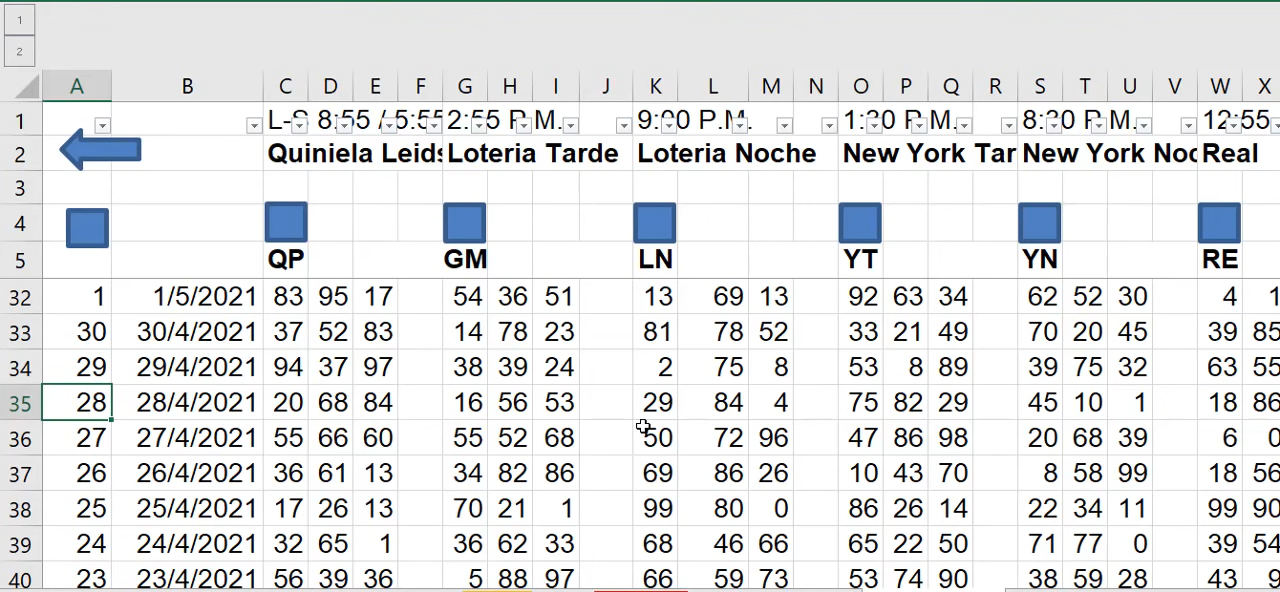 1
2
A B C D E F G H I J K L M N O P Q R S T U V W X
1 L-S 8:55 / 5:55 2:55 P.M. 9:00 P.M. 1:30 P.M. 8:30 P.M. 12:55
2 Quiniela Leids Loteria Tarde Loteria Noche New York Tar New York Noc Real
3
4
5 QP GM LN YT YN RE
32 1 1/5/2021 83 95 17 54 36 51 13 69 13 92 63 34 62 52 30 4 1
33 30 30/4/2021 37 52 83 14 78 23 81 78 52 33 21 49 70 20 45 39 85
34 29 29/4/2021 94 37 97 38 39 24 2 75 8 53 8 89 39 75 32 63 55
35 28 28/4/2021 20 68 84 16 56 53 29 84 4 75 82 29 45 10 1 18 86
36 27 27/4/2021 55 66 60 55 52 68 50 72 96 47 86 98 20 68 39 6 0
37 26 26/4/2021 36 61 13 34 82 86 69 86 26 10 43 70 8 58 99 18 56
38 25 25/4/2021 17 26 13 70 21 1 99 80 0 86 26 14 22 34 11 99 90
39 24 24/4/2021 32 65 1 36 62 33 68 46 66 65 22 50 71 77 0 39 54
40 23 23/4/2021 56 39 36 5 88 97 66 59 73 53 74 90 38 59 28 43 9